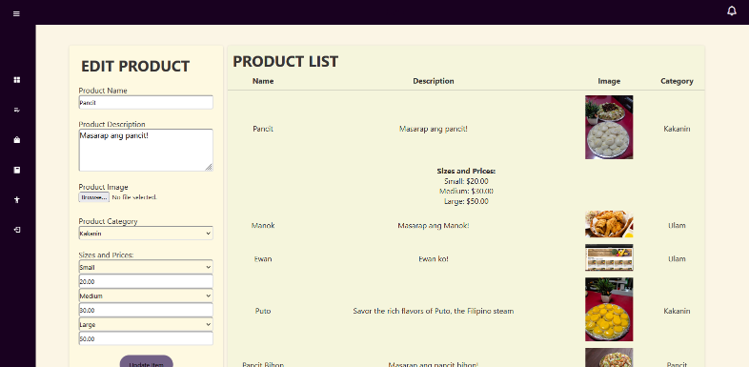 EDIT PRODUCT
Product Name
Pancit
Product Description
Masarap ang pancit!
Product Image
Browse... No file selected.
Product Category
Kakanin
Sizes and Prices:
Small
20.00
Medium
30.00
Large
50.00
Update Item
PRODUCT LIST
Name Description Image Category
Pancit Masarap ang pancit! Kakanin
Sizes and Prices:
Small: $20.00
Medium: $30.00
Large: $50.00
Manok Masarap ang Manok! Ulam
Ewan Ewan ko! Ulam
Puto Savor the rich flavors of Puto, the Filipino steam Kakanin
Pancit Bihon Masarap ang pancit bihon! Pancit